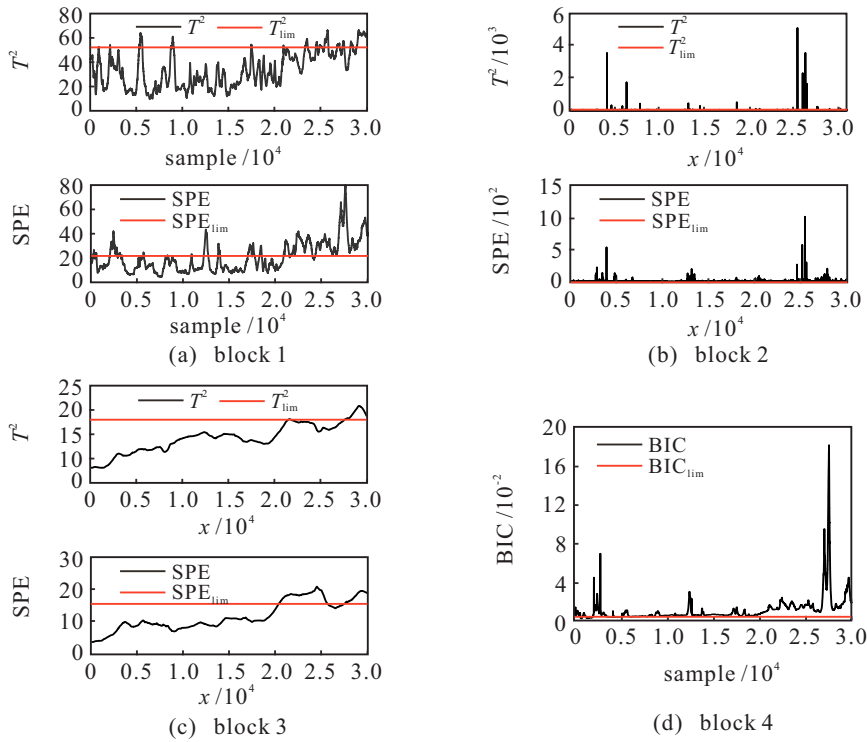 T² T²lim
T²
80
60
40
20
0
0 0.5 1.0 1.5 2.0 2.5 3.0
sample /10⁴
SPE
SPElim
SPE
80
60
40
20
0
0 0.5 1.0 1.5 2.0 2.5 3.0
sample /10⁴
(a) block 1
T²
T²lim
T² /10³
6
4
2
0
0 0.5 1.0 1.5 2.0 2.5 3.0
x /10⁴
SPE
SPElim
SPE /10²
15
10
5
0
0 0.5 1.0 1.5 2.0 2.5 3.0
x /10⁴
(b) block 2
T² T²lim
T²
25
20
15
10
0
0 0.5 1.0 1.5 2.0 2.5 3.0
x /10⁴
SPE
SPElim
SPE
30
20
10
0
0 0.5 1.0 1.5 2.0 2.5 3.0
x /10⁴
(c) block 3
BIC
BIClim
BIC /10⁻²
20
16
12
8
4
0
0 0.5 1.0 1.5 2.0 2.5 3.0
sample /10⁴
(d) block 4